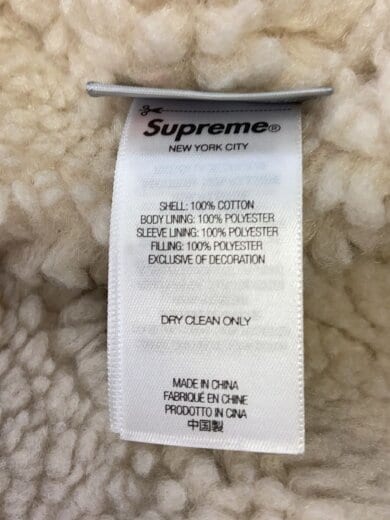 Supreme®
NEW YORK CITY
SHELL: 100% COTTON
BODY LINING: 100% POLYESTER
SLEEVE LINING: 100% POLYESTER
FILLING: 100% POLYESTER
EXCLUSIVE OF DECORATION
DRY CLEAN ONLY
MADE IN CHINA
FABRIQUÉ EN CHINE
PRODOTTO IN CINA
中国製